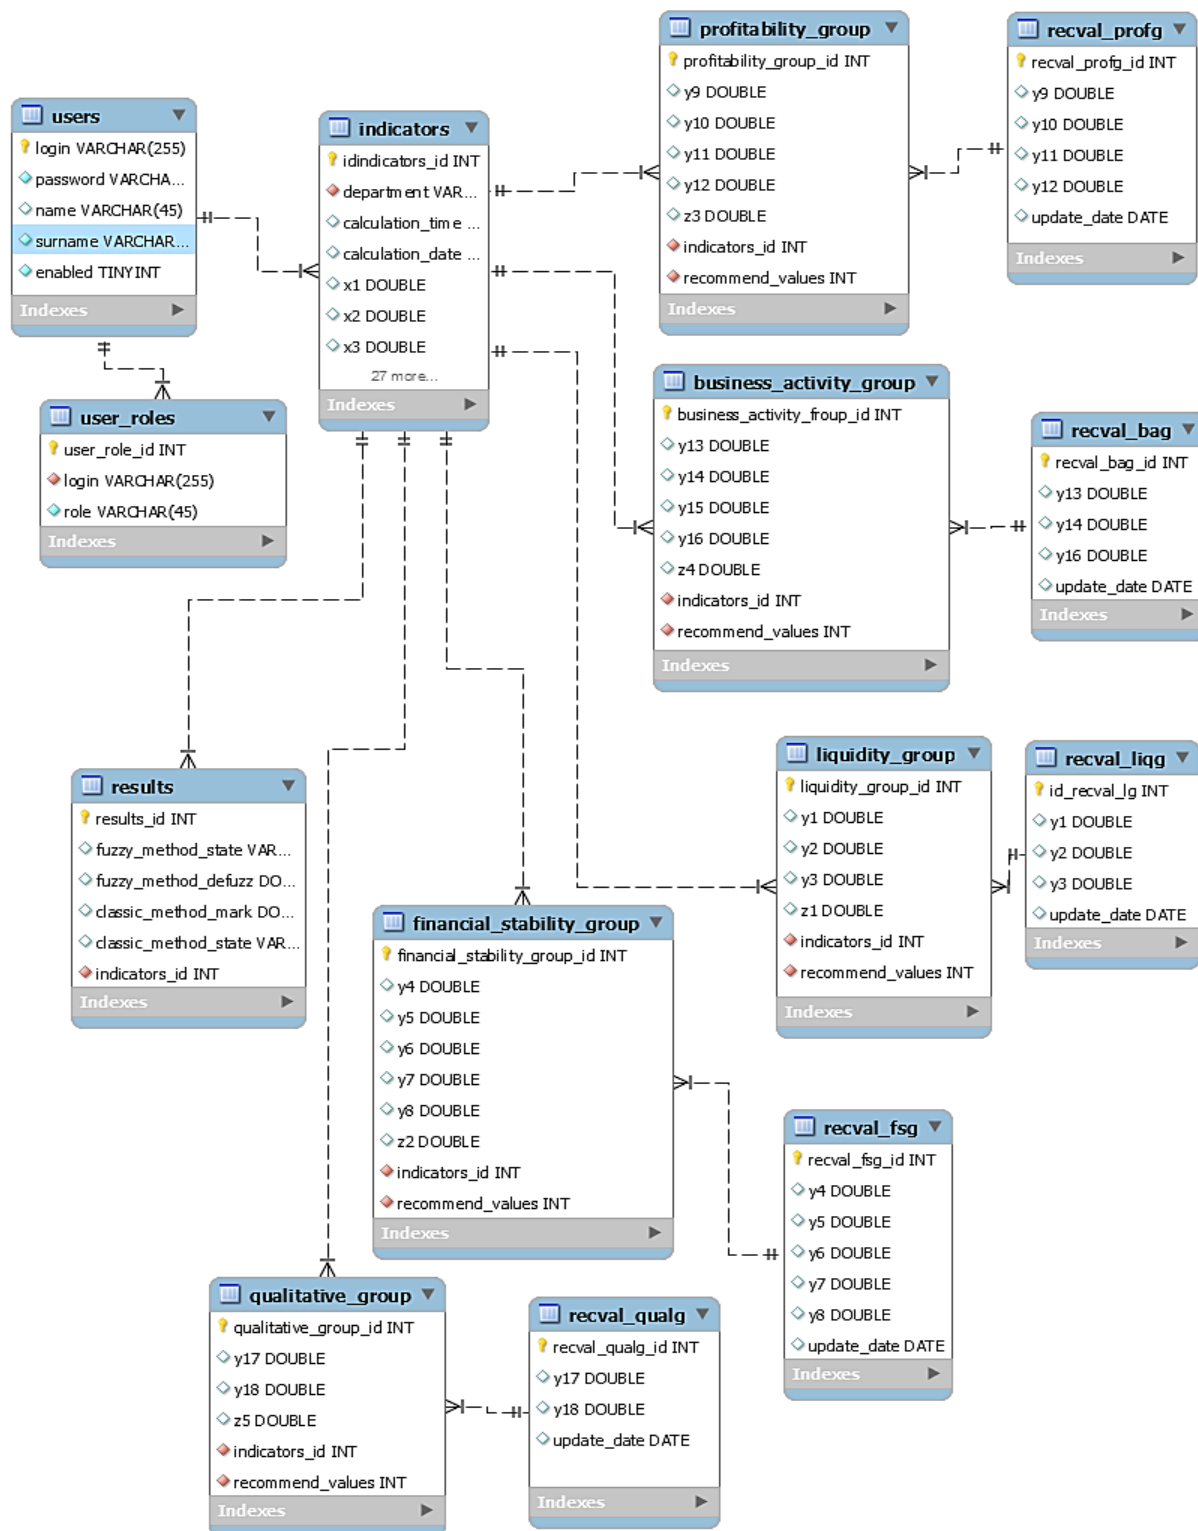 users
login VARCHAR(255)
password VARCHA...
name VARCHAR(45)
surname VARCHAR...
enabled TINYINT
Indexes
user_roles
user_role_id INT
login VARCHAR(255)
role VARCHAR(45)
Indexes
indicators
idindicators_id INT
department VAR...
calculation_time ...
calculation_date ...
x1 DOUBLE
x2 DOUBLE
x3 DOUBLE
27 more...
Indexes
profitability_group
profitability_group_id INT
y9 DOUBLE
y10 DOUBLE
y11 DOUBLE
y12 DOUBLE
z3 DOUBLE
indicators_id INT
recommend_values INT
Indexes
recval_profg
recval_profg_id INT
y9 DOUBLE
y10 DOUBLE
y11 DOUBLE
y12 DOUBLE
update_date DATE
Indexes
business_activity_group
business_activity_froup_id INT
y13 DOUBLE
y14 DOUBLE
y15 DOUBLE
y16 DOUBLE
z4 DOUBLE
indicators_id INT
recommend_values INT
Indexes
recval_bag
recval_bag_id INT
y13 DOUBLE
y14 DOUBLE
y16 DOUBLE
update_date DATE
Indexes
results
results_id INT
fuzzy_method_state VAR...
fuzzy_method_defuzz DO...
classic_method_mark DO...
classic_method_state VAR...
indicators_id INT
Indexes
liquidity_group
liquidity_group_id INT
y1 DOUBLE
y2 DOUBLE
y3 DOUBLE
z1 DOUBLE
indicators_id INT
recommend_values INT
Indexes
recval_liqg
id_recval_lg INT
y1 DOUBLE
y2 DOUBLE
y3 DOUBLE
update_date DATE
Indexes
financial_stability_group
financial_stability_group_id INT
y4 DOUBLE
y5 DOUBLE
y6 DOUBLE
y7 DOUBLE
y8 DOUBLE
z2 DOUBLE
indicators_id INT
recommend_values INT
Indexes
recval_fsg
recval_fsg_id INT
y4 DOUBLE
y5 DOUBLE
y6 DOUBLE
y7 DOUBLE
y8 DOUBLE
update_date DATE
Indexes
qualitative_group
qualitative_group_id INT
y17 DOUBLE
y18 DOUBLE
z5 DOUBLE
indicators_id INT
recommend_values INT
Indexes
recval_qualg
recval_qualg_id INT
y17 DOUBLE
y18 DOUBLE
update_date DATE
Indexes